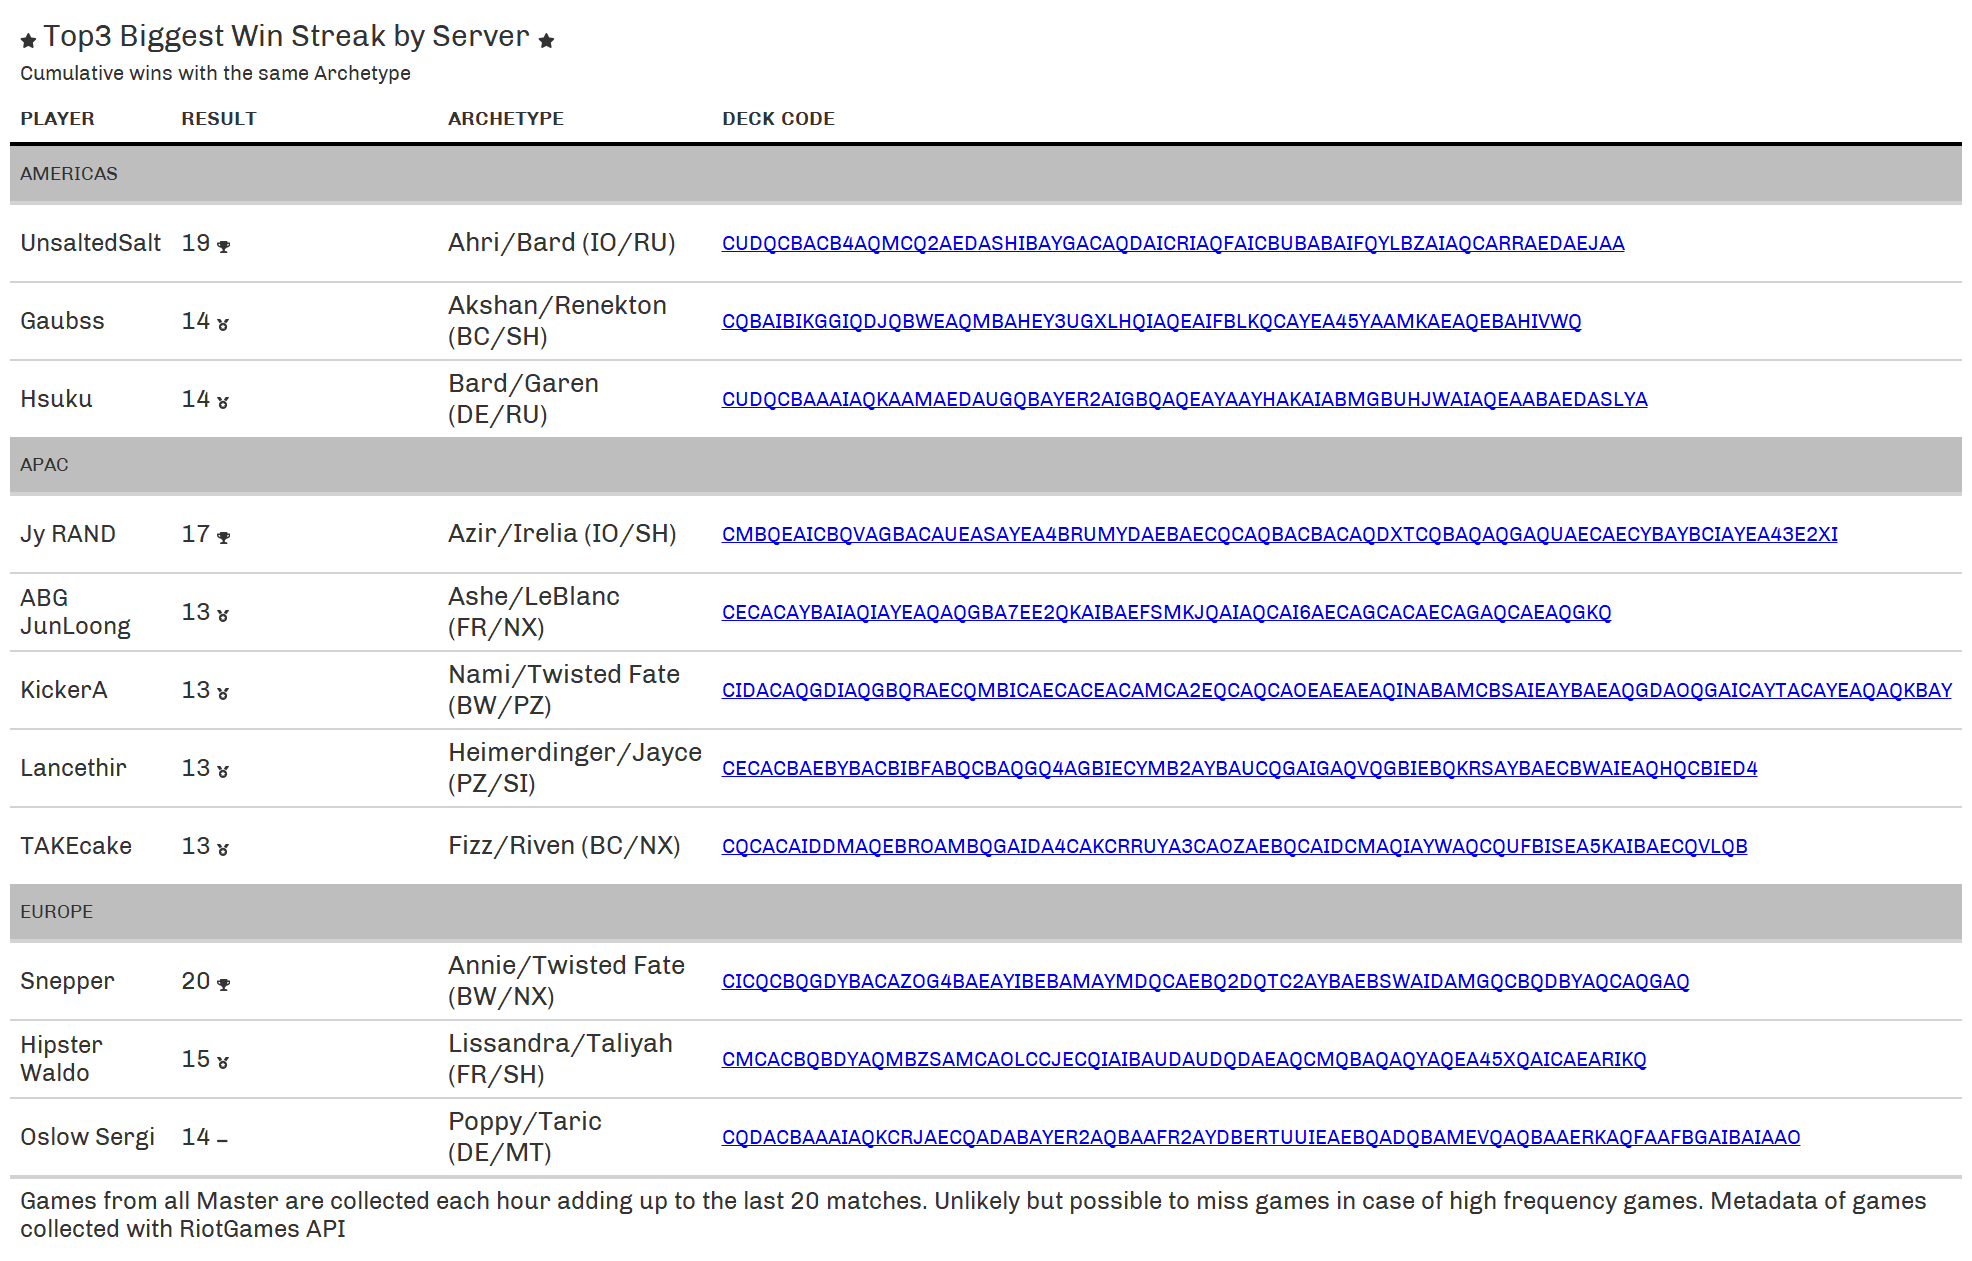 ★ Top3 Biggest Win Streak by Server ★
Cumulative wins with the same Archetype
PLAYER RESULT ARCHETYPE DECK CODE
AMERICAS
UnsaltedSalt 19 Ahri/Bard (IO/RU) CUDQCBACB4AQMCQ2AEDASHIBAYGACAQDAICRIAQFAICBUBABAIFQYLBZAIAQCARRAEDAEJAA
Gaubss 14 Akshan/Renekton (BC/SH) CQBAIBIKGGIQDJQBWEAQMBAHEY3UGXLHQIAQEAIFBLKQCAYEA45YAAMKAEAQEBAHIVWQ
Hsuku 14 Bard/Garen (DE/RU) CUDQCBAAAIAQKAAMAEDAUGQBAYER2AIGBQAQEAYAAYHAKAIABMGBUHJWAIAQEAABAEDASLYA
APAC
Jy RAND 17 Azir/Irelia (IO/SH) CMBQEAICBQVAGBACAUEASAYEA4BRUMYDAEBAECQCAQBACBACAQDXTCQBAQAQGAQUAECAECYBAYBCIAYEA43E2XI
ABG JunLoong 13 Ashe/LeBlanc (FR/NX) CECACAYBAIAQIAYEAQAQGBA7EE2QKAIBAEFSMKJQAIAQCAI6AECAGCACAECAGAQCAEAQGKQ
KickerA 13 Nami/Twisted Fate (BW/PZ) CIDACAQGDIAQGBQRAECQMBICAECACEACAMCA2EQCAQCAOEAEAEAQINABAMCBSAIEAYBAEAQGDAOQGAICAYTACAYEAQAQKBAY
Lancethir 13 Heimerdinger/Jayce (PZ/SI) CECACBAEBYBACBIBFABQCBAQGQ4AGBIECYMB2AYBAUCQGAIGAQVQGBIEBQKRSAYBAECBWAIEAQHQCBIED4
TAKEcake 13 Fizz/Riven (BC/NX) CQCACAIDDMAQEBROAMBQGAIDA4CAKCRRUYA3CAOZAEBQCAIDCMAQIAYWAQCQUFBISEA5KAIBAECQVLQB
EUROPE
Snepper 20 Annie/Twisted Fate (BW/NX) CICQCBQGDYBACAZOG4BAEAYIBEBAMAYMDQCAEBQ2DQTC2AYBAEBSWAIDAMGQCBQDBYAQCAQGAQ
Hipster Waldo 15 Lissandra/Taliyah (FR/SH) CMCACBQBDYAQMBZSAMCAOLCCJECQIAIBAUDAUDQDAEAQCMQBAQAQYAQEA45XQAICAEARIKQ
Oslow Sergi 14 – Poppy/Taric (DE/MT) CQDACBAAAIAQKCRJAECQADABAYER2AQBAAFR2AYDBERTUUIEAEBQADQBAMEVQAQBAAERKAQFAAFBGAIBAIAAO
Games from all Master are collected each hour adding up to the last 20 matches. Unlikely but possible to miss games in case of high frequency games. Metadata of games
collected with RiotGames API